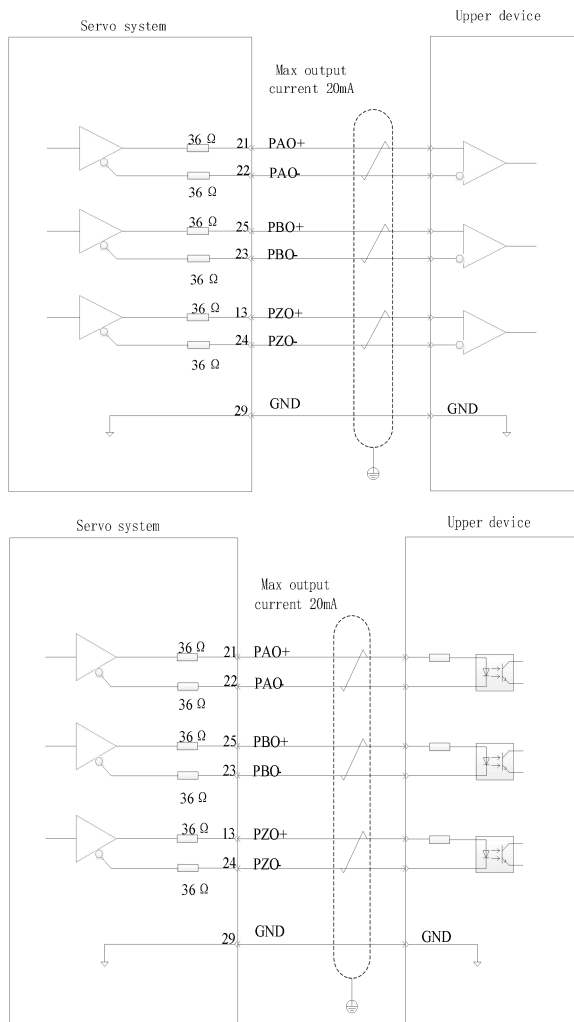 Servo system
Upper device
Max output
current 20mA
36 Ω 21 PAO+
22 PAO-
36 Ω
36 Ω 25 PBO+
23 PBO-
36 Ω
36 Ω 13 PZO+
24 PZO-
36 Ω
29 GND GND
Servo system
Upper device
Max output
current 20mA
36 Ω 21 PAO+
22 PAO-
36 Ω
36 Ω 25 PBO+
23 PBO-
36 Ω
36 Ω 13 PZO+
24 PZO-
36 Ω
29 GND GND